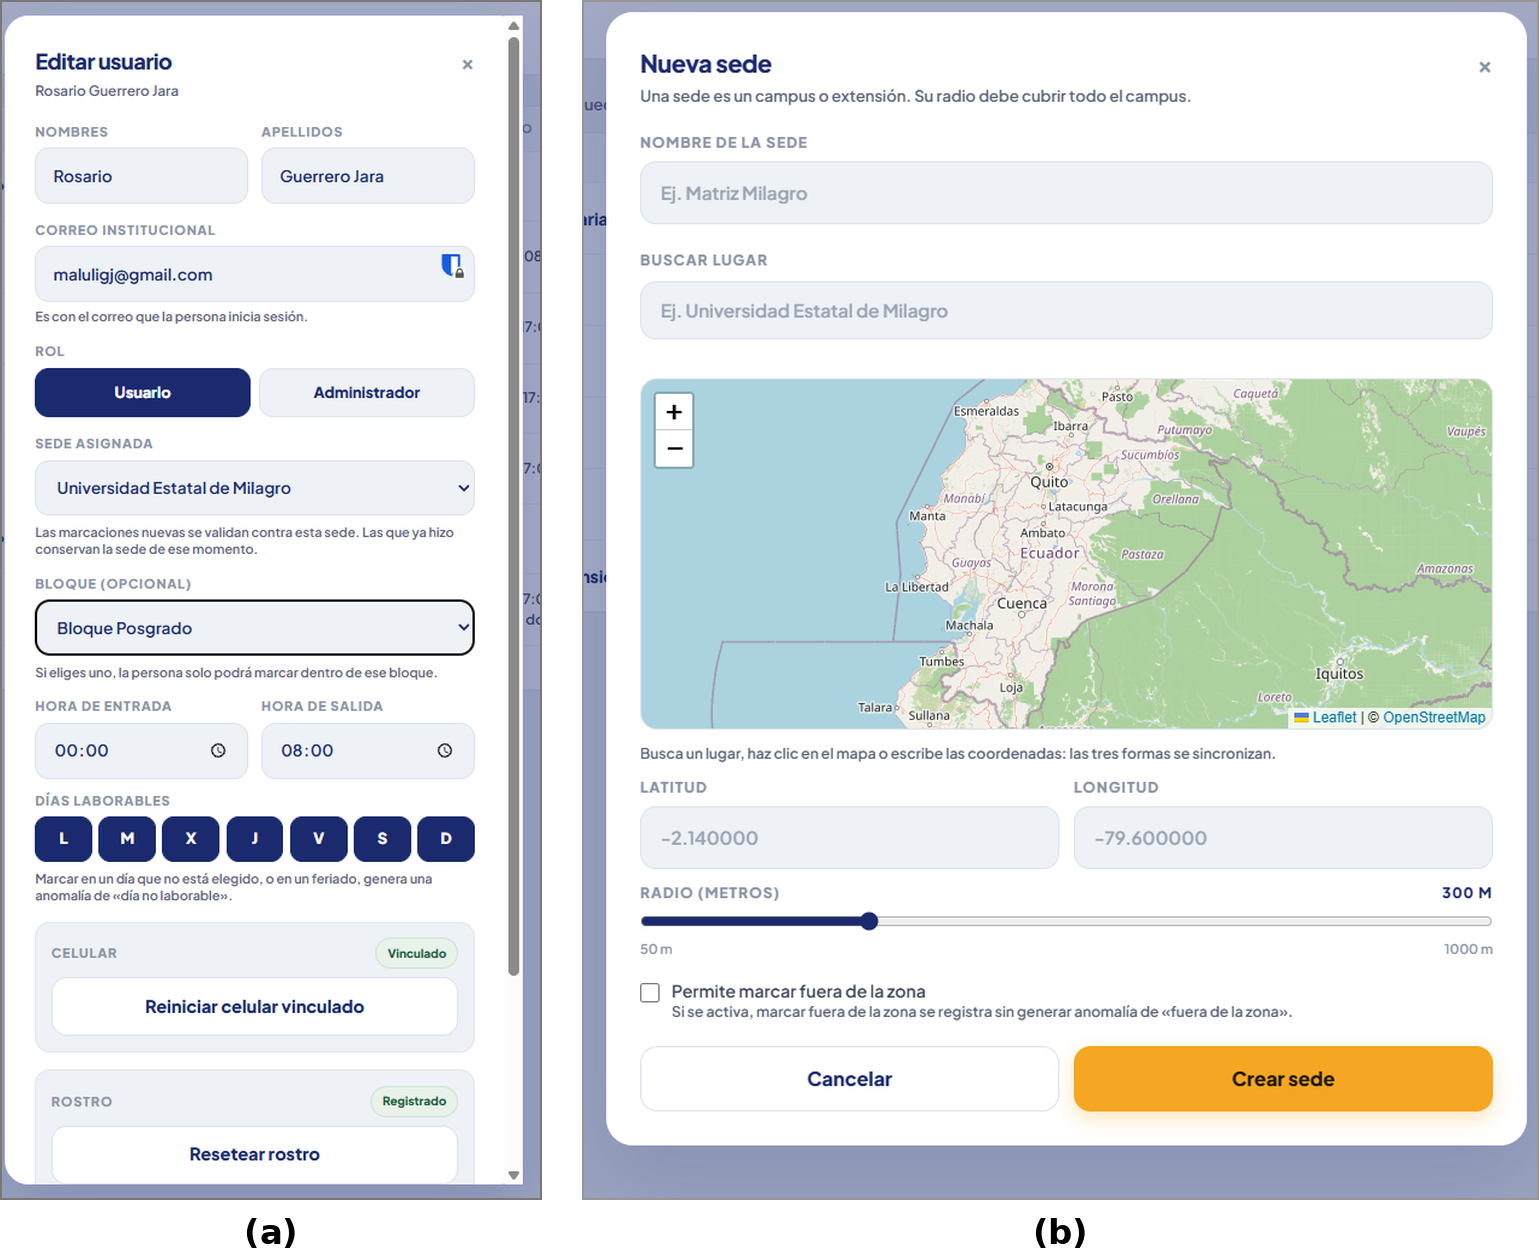 Editar usuario
×
Rosario Guerrero Jara
NOMBRES
APELLIDOS
Rosario
Guerrero Jara
CORREO INSTITUCIONAL
maluligj@gmail.com
Es con el correo que la persona inicia sesión.
ROL
Usuario
Administrador
SEDE ASIGNADA
Universidad Estatal de Milagro
Las marcaciones nuevas se validan contra esta sede. Las que ya hizo
conservan la sede de ese momento.
BLOQUE (OPCIONAL)
Bloque Posgrado
Si eliges uno, la persona solo podrá marcar dentro de ese bloque.
HORA DE ENTRADA
HORA DE SALIDA
00:00
08:00
DÍAS LABORABLES
L M X J V S D
Marcar en un día que no está elegido, o en un feriado, genera una
anomalía de «día no laborable».
CELULAR
Vinculado
Reiniciar celular vinculado
ROSTRO
Registrado
Resetear rostro
(a)
Nueva sede
×
Una sede es un campus o extensión. Su radio debe cubrir todo el campus.
NOMBRE DE LA SEDE
Ej. Matriz Milagro
BUSCAR LUGAR
Ej. Universidad Estatal de Milagro
+
−
Pasto
Caquetá
Esmeraldas
Ibarra
Putumayo
Vaupés
Sucumbíos
Quito
Manabí
Orellana
Latacunga
Manta
Ambato
Ecuador
Pastaza
Guayas
Amazonas
La Libertad
Morona
Santiago
Cuenca
Machala
Tumbes
Iquitos
Loja
Loreto
Talara
Sullana
Leaflet | © OpenStreetMap
Busca un lugar, haz clic en el mapa o escribe las coordenadas: las tres formas se sincronizan.
LATITUD
LONGITUD
-2.140000
-79.600000
RADIO (METROS)
300 M
50 m
1000 m
Permite marcar fuera de la zona
Si se activa, marcar fuera de la zona se registra sin generar anomalía de «fuera de la zona».
Cancelar
Crear sede
(b)